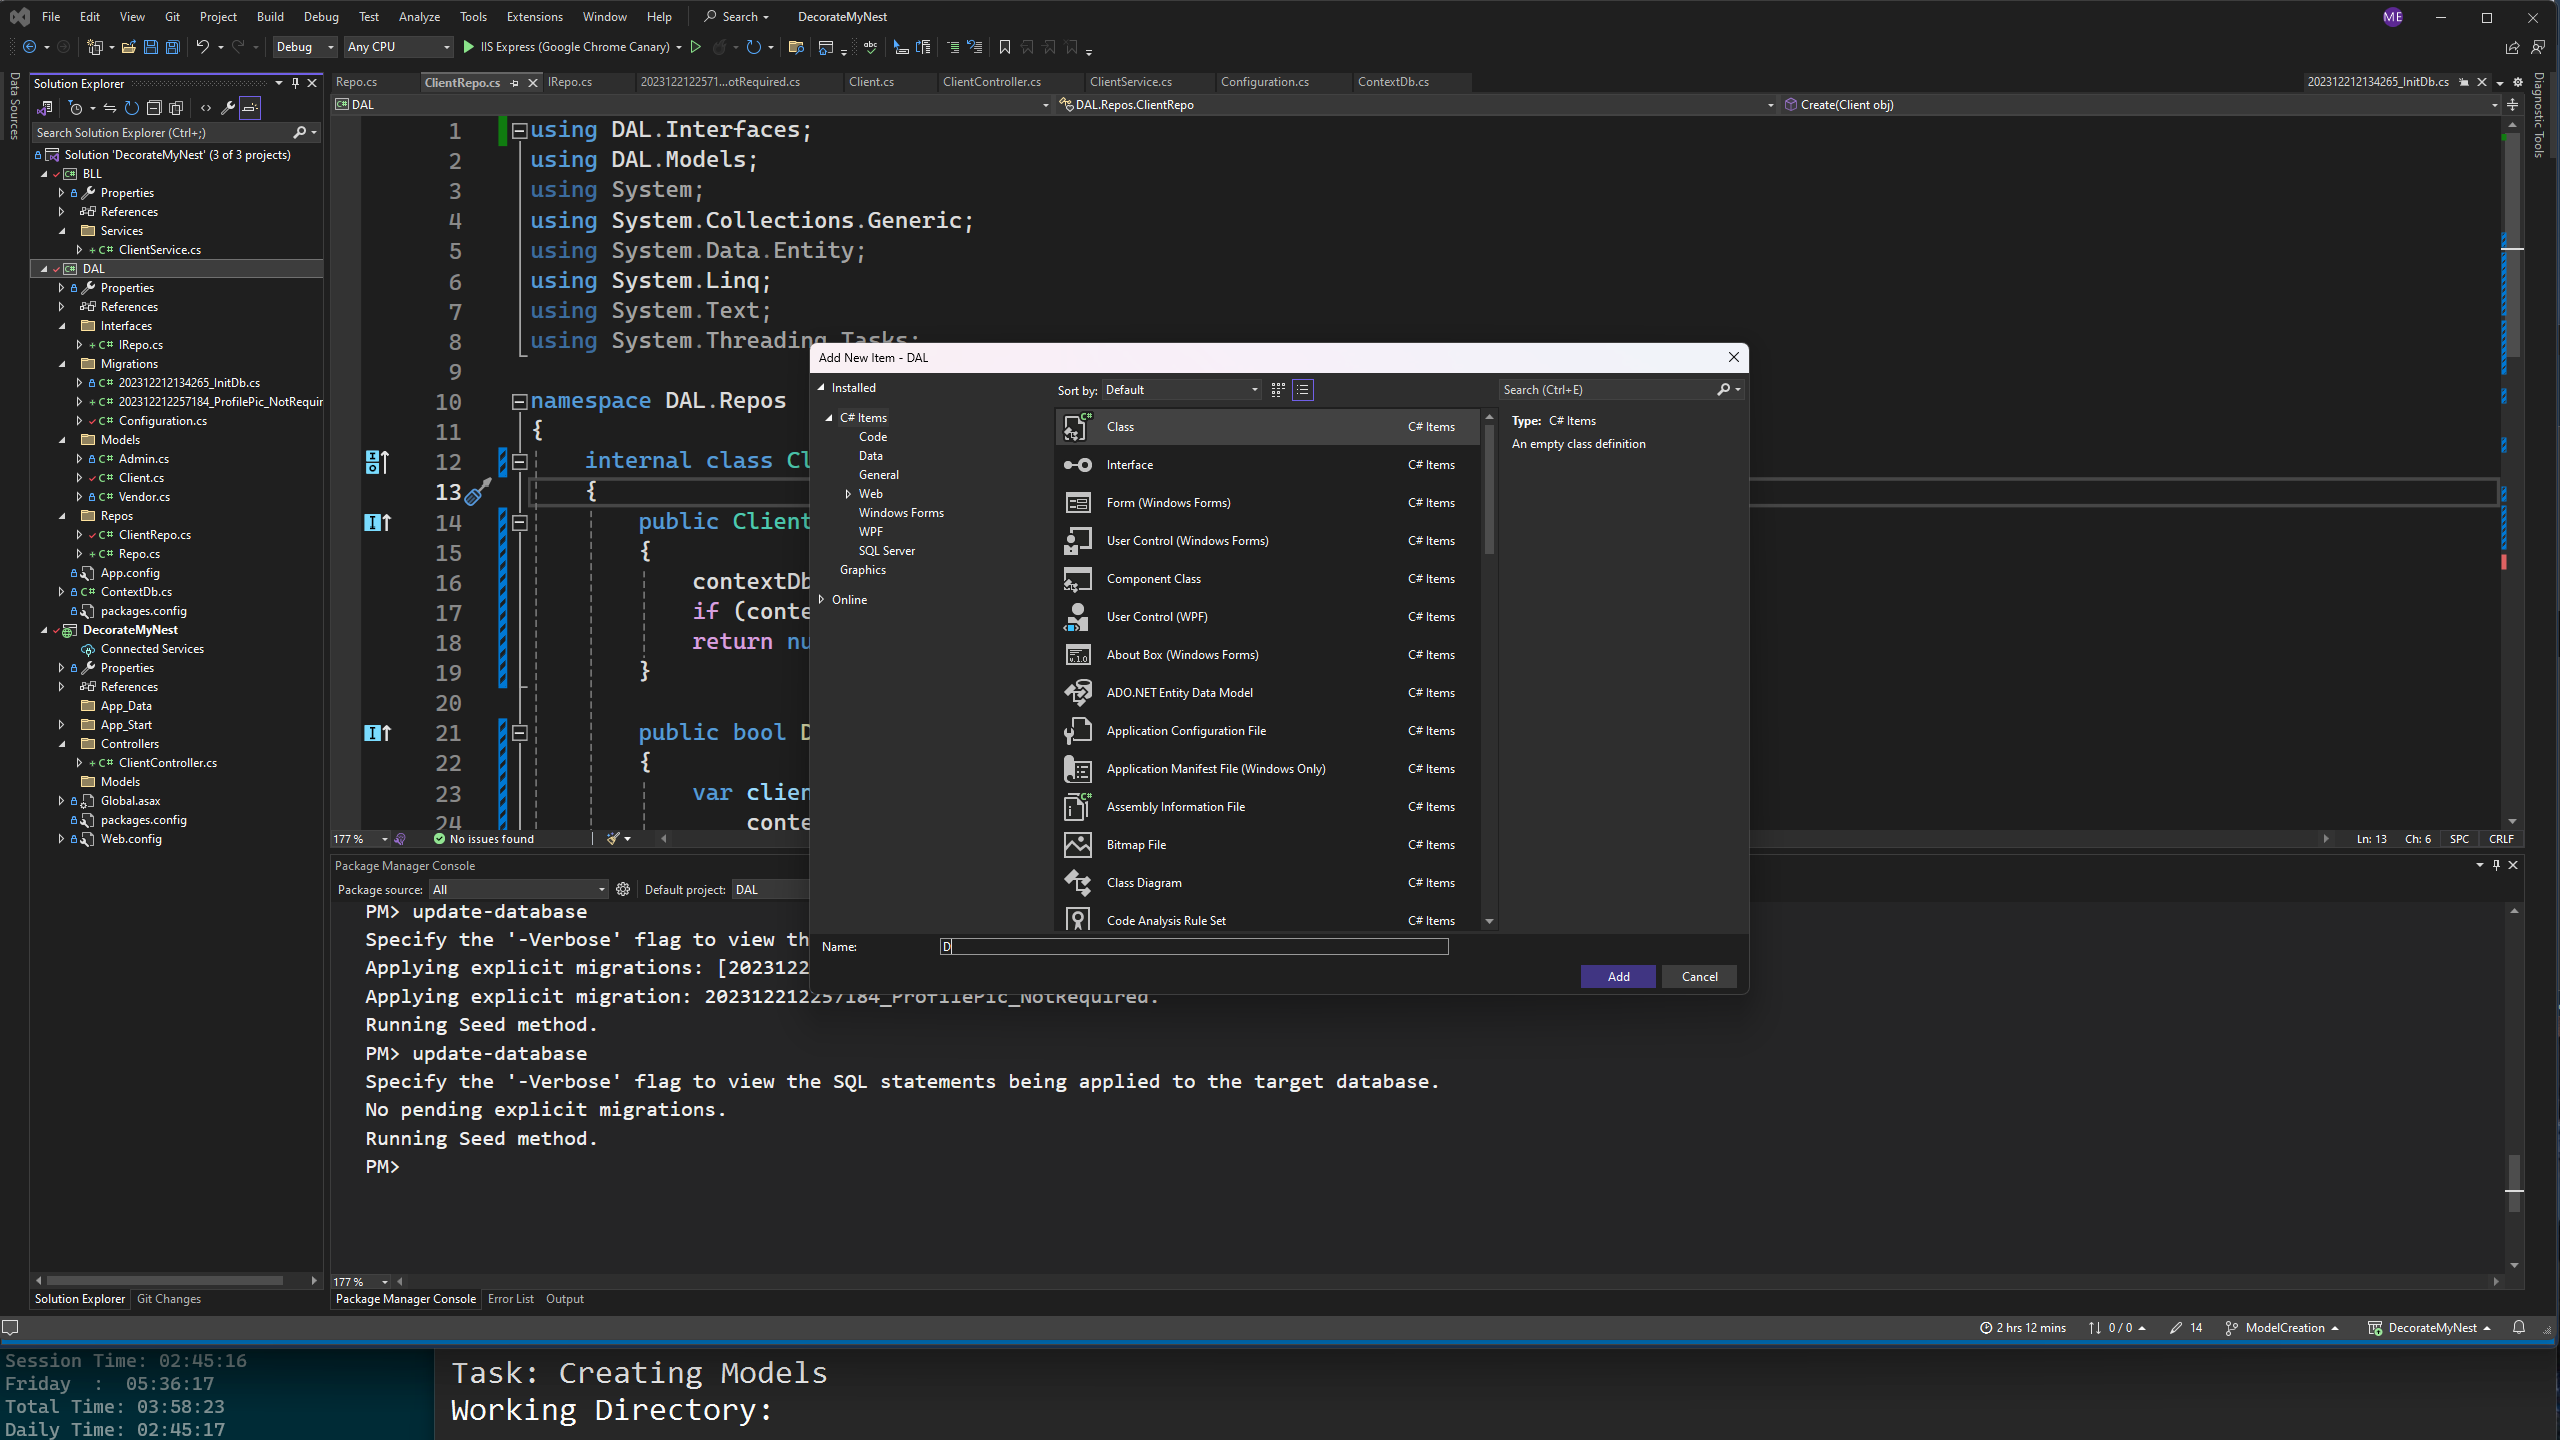 File Edit View Git Project Build Debug Test Analyze Tools Extensions Window Help Search DecorateMyNest ME
Debug Any CPU IIS Express (Google Chrome Canary)
Data Sources
Solution Explorer
Search Solution Explorer (Ctrl+;)
Solution 'DecorateMyNest' (3 of 3 projects)
BLL
Properties
References
Services
C# ClientService.cs
DAL
Properties
References
Interfaces
C# IRepo.cs
Migrations
C# 202312212134265_InitDb.cs
C# 202312212257184_ProfilePic_NotRequir
C# Configuration.cs
Models
C# Admin.cs
C# Client.cs
C# Vendor.cs
Repos
C# ClientRepo.cs
C# Repo.cs
App.config
C# ContextDb.cs
packages.config
DecorateMyNest
Connected Services
Properties
References
App_Data
App_Start
Controllers
C# ClientController.cs
Models
Global.asax
packages.config
Web.config
Solution Explorer Git Changes
Repo.cs ClientRepo.cs IRepo.cs 2023122122571...otRequired.cs Client.cs ClientController.cs ClientService.cs Configuration.cs ContextDb.cs 202312212134265_InitDb.cs
DAL DAL.Repos.ClientRepo Create(Client obj)
Diagnostic Tools
1 using DAL.Interfaces;
2 using DAL.Models;
3 using System;
4 using System.Collections.Generic;
5 using System.Data.Entity;
6 using System.Linq;
7 using System.Text;
8 using System.Threading.Tasks;
9
10 namespace DAL.Repos
11 {
12 internal class Cl
13 {
14 public Client
15 {
16 contextDb
17 if (conte
18 return nu
19 }
20
21 public bool D
22 {
23 var clien
24 conte
177 % No issues found Ln: 13 Ch: 6 SPC CRLF
Add New Item - DAL
Installed
C# Items
Code
Data
General
Web
Windows Forms
WPF
SQL Server
Graphics
Online
Sort by: Default
Search (Ctrl+E)
Class C# Items
Interface C# Items
Form (Windows Forms) C# Items
User Control (Windows Forms) C# Items
Component Class C# Items
User Control (WPF) C# Items
About Box (Windows Forms) C# Items
ADO.NET Entity Data Model C# Items
Application Configuration File C# Items
Application Manifest File (Windows Only) C# Items
Assembly Information File C# Items
Bitmap File C# Items
Class Diagram C# Items
Code Analysis Rule Set C# Items
Type: C# Items
An empty class definition
Name: D
Add Cancel
Package Manager Console
Package source: All Default project: DAL
PM> update-database
Specify the '-Verbose' flag to view th
Applying explicit migrations: [2023122
Applying explicit migration: 202312212257184_ProfilePic_NotRequired.
Running Seed method.
PM> update-database
Specify the '-Verbose' flag to view the SQL statements being applied to the target database.
No pending explicit migrations.
Running Seed method.
PM>
177 %
Package Manager Console Error List Output
2 hrs 12 mins 0 / 0 14 ModelCreation DecorateMyNest
Session Time: 02:45:16
Friday : 05:36:17
Total Time: 03:58:23
Daily Time: 02:45:17
Task: Creating Models
Working Directory: